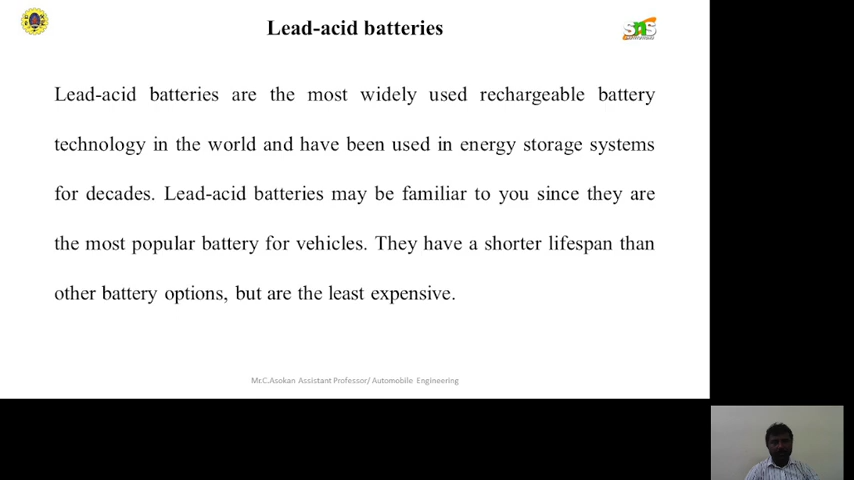 Lead-acid batteries
SNS
Lead-acid batteries are the most widely used rechargeable battery
technology in the world and have been used in energy storage systems
for decades. Lead-acid batteries may be familiar to you since they are
the most popular battery for vehicles. They have a shorter lifespan than
other battery options, but are the least expensive.
Mr.C.Asokan Assistant Professor/ Automobile Engineering